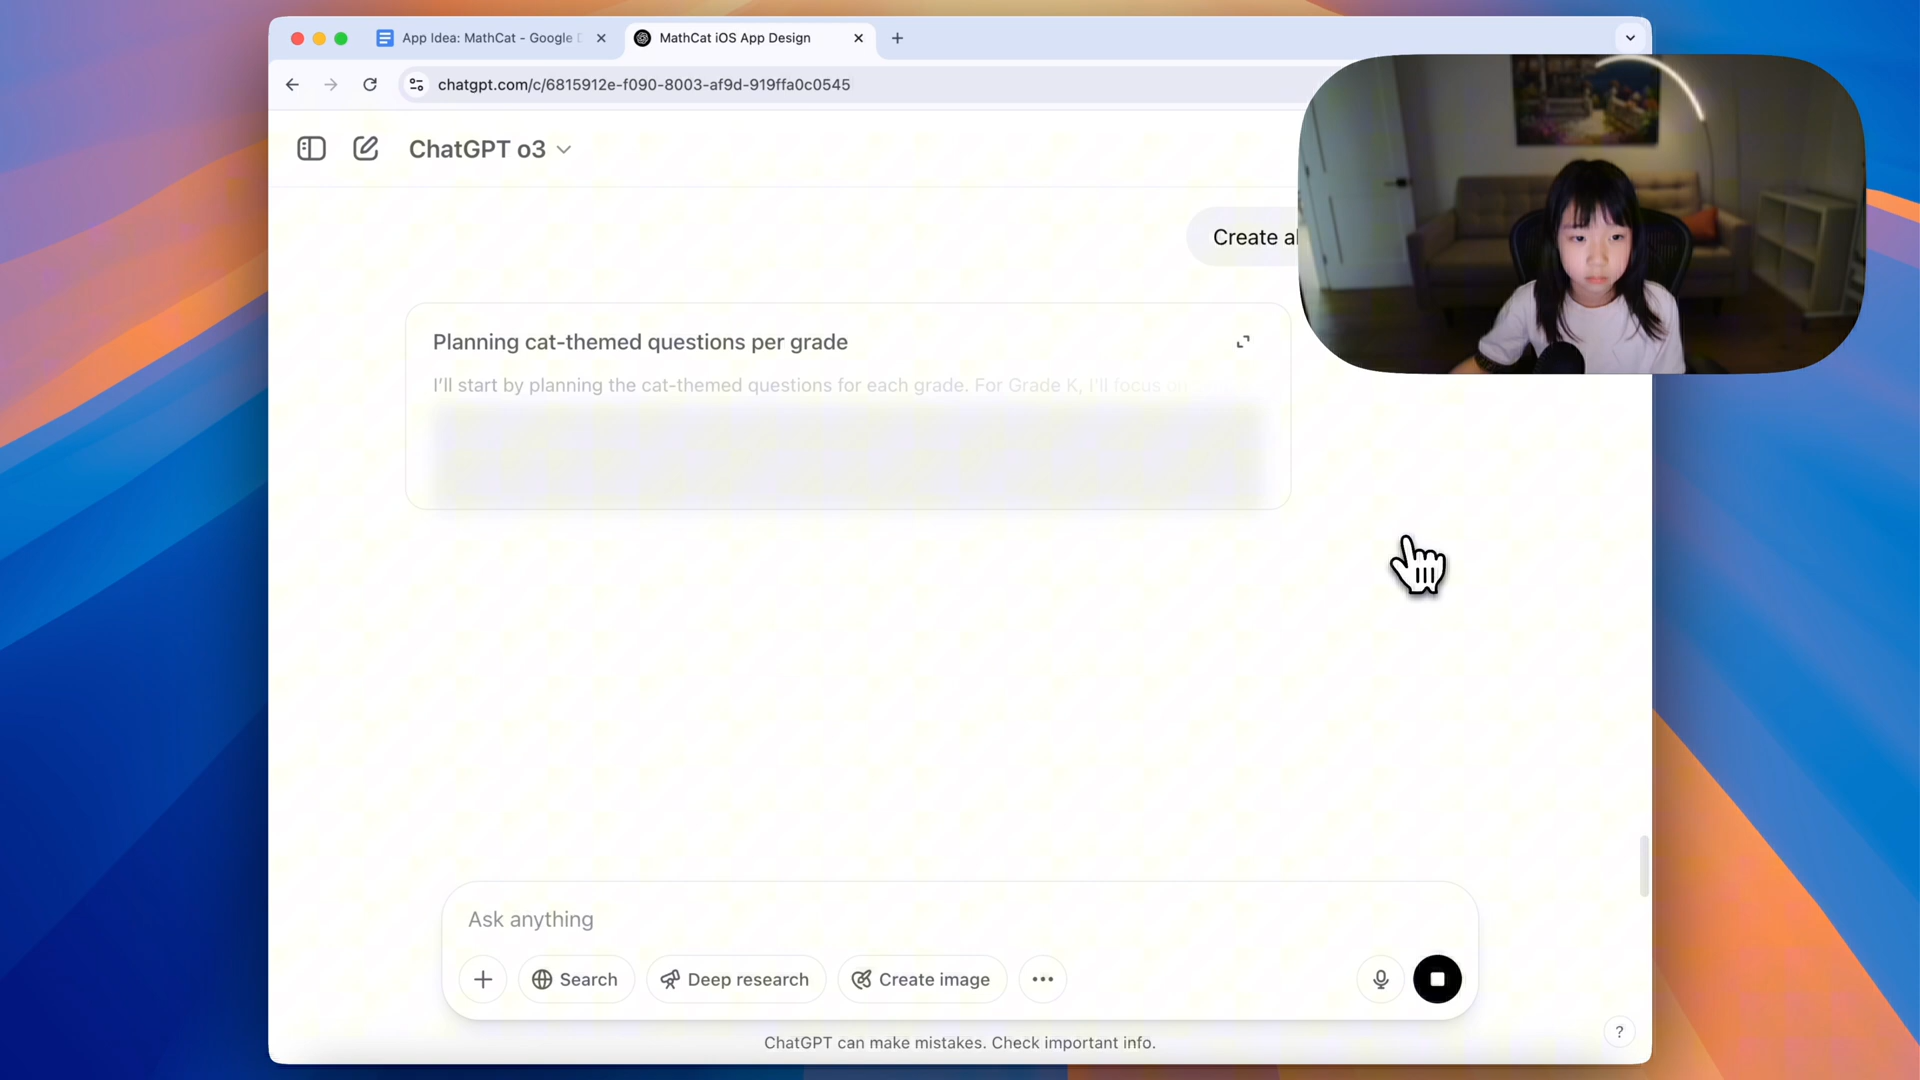 App Idea: MathCat - Google
MathCat iOS App Design
chatgpt.com/c/6815912e-f090-8003-af9d-919ffa0c0545
ChatGPT o3
Create al
Planning cat-themed questions per grade
I'll start by planning the cat-themed questions for each grade. For Grade K, I'll focus on
Ask anything
Search
Deep research
Create image
ChatGPT can make mistakes. Check important info.
?